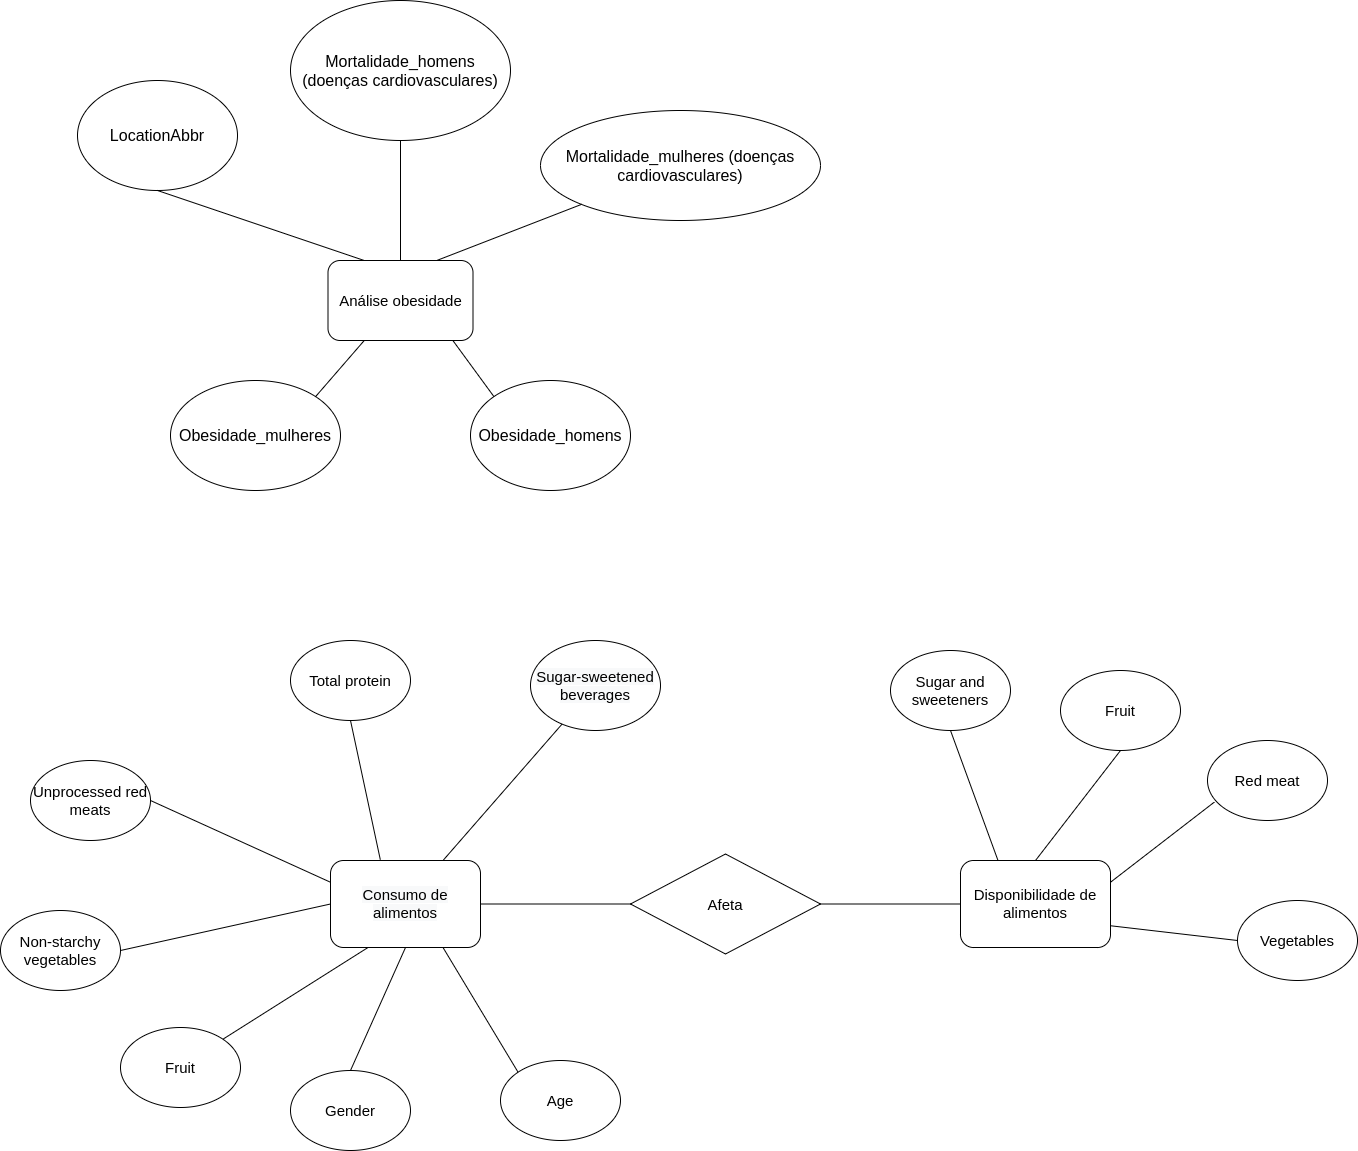 Mortalidade_homens
(doenças cardiovasculares)
LocationAbbr
Mortalidade_mulheres (doenças
cardiovasculares)
Análise obesidade
Obesidade_mulheres
Obesidade_homens
Total protein
Sugar-sweetened
beverages
Sugar and
sweeteners
Fruit
Red meat
Unprocessed red
meats
Consumo de
alimentos
Afeta
Disponibilidade de
alimentos
Non-starchy
vegetables
Vegetables
Fruit
Gender
Age